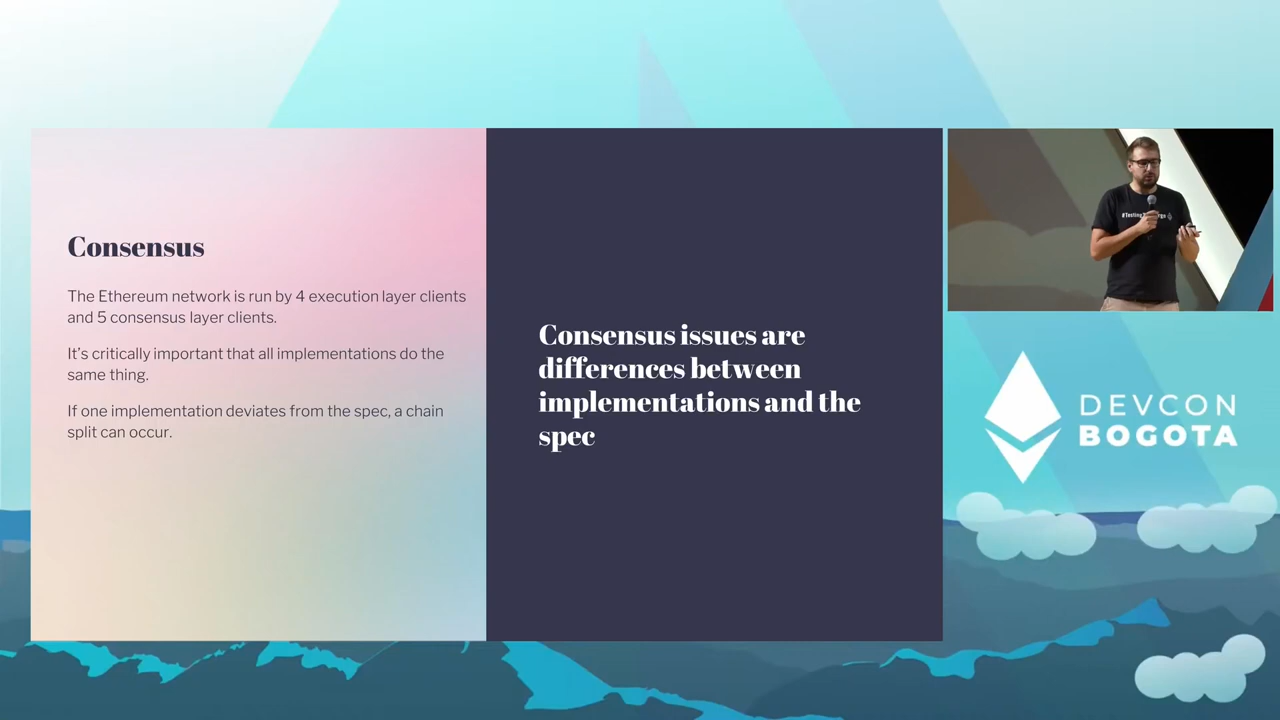 Consensus
The Ethereum network is run by 4 execution layer clients
and 5 consensus layer clients.
It's critically important that all implementations do the
same thing.
If one implementation deviates from the spec, a chain
split can occur.
Consensus issues are
differences between
implementations and the
spec
DEVCON
BOGOTA